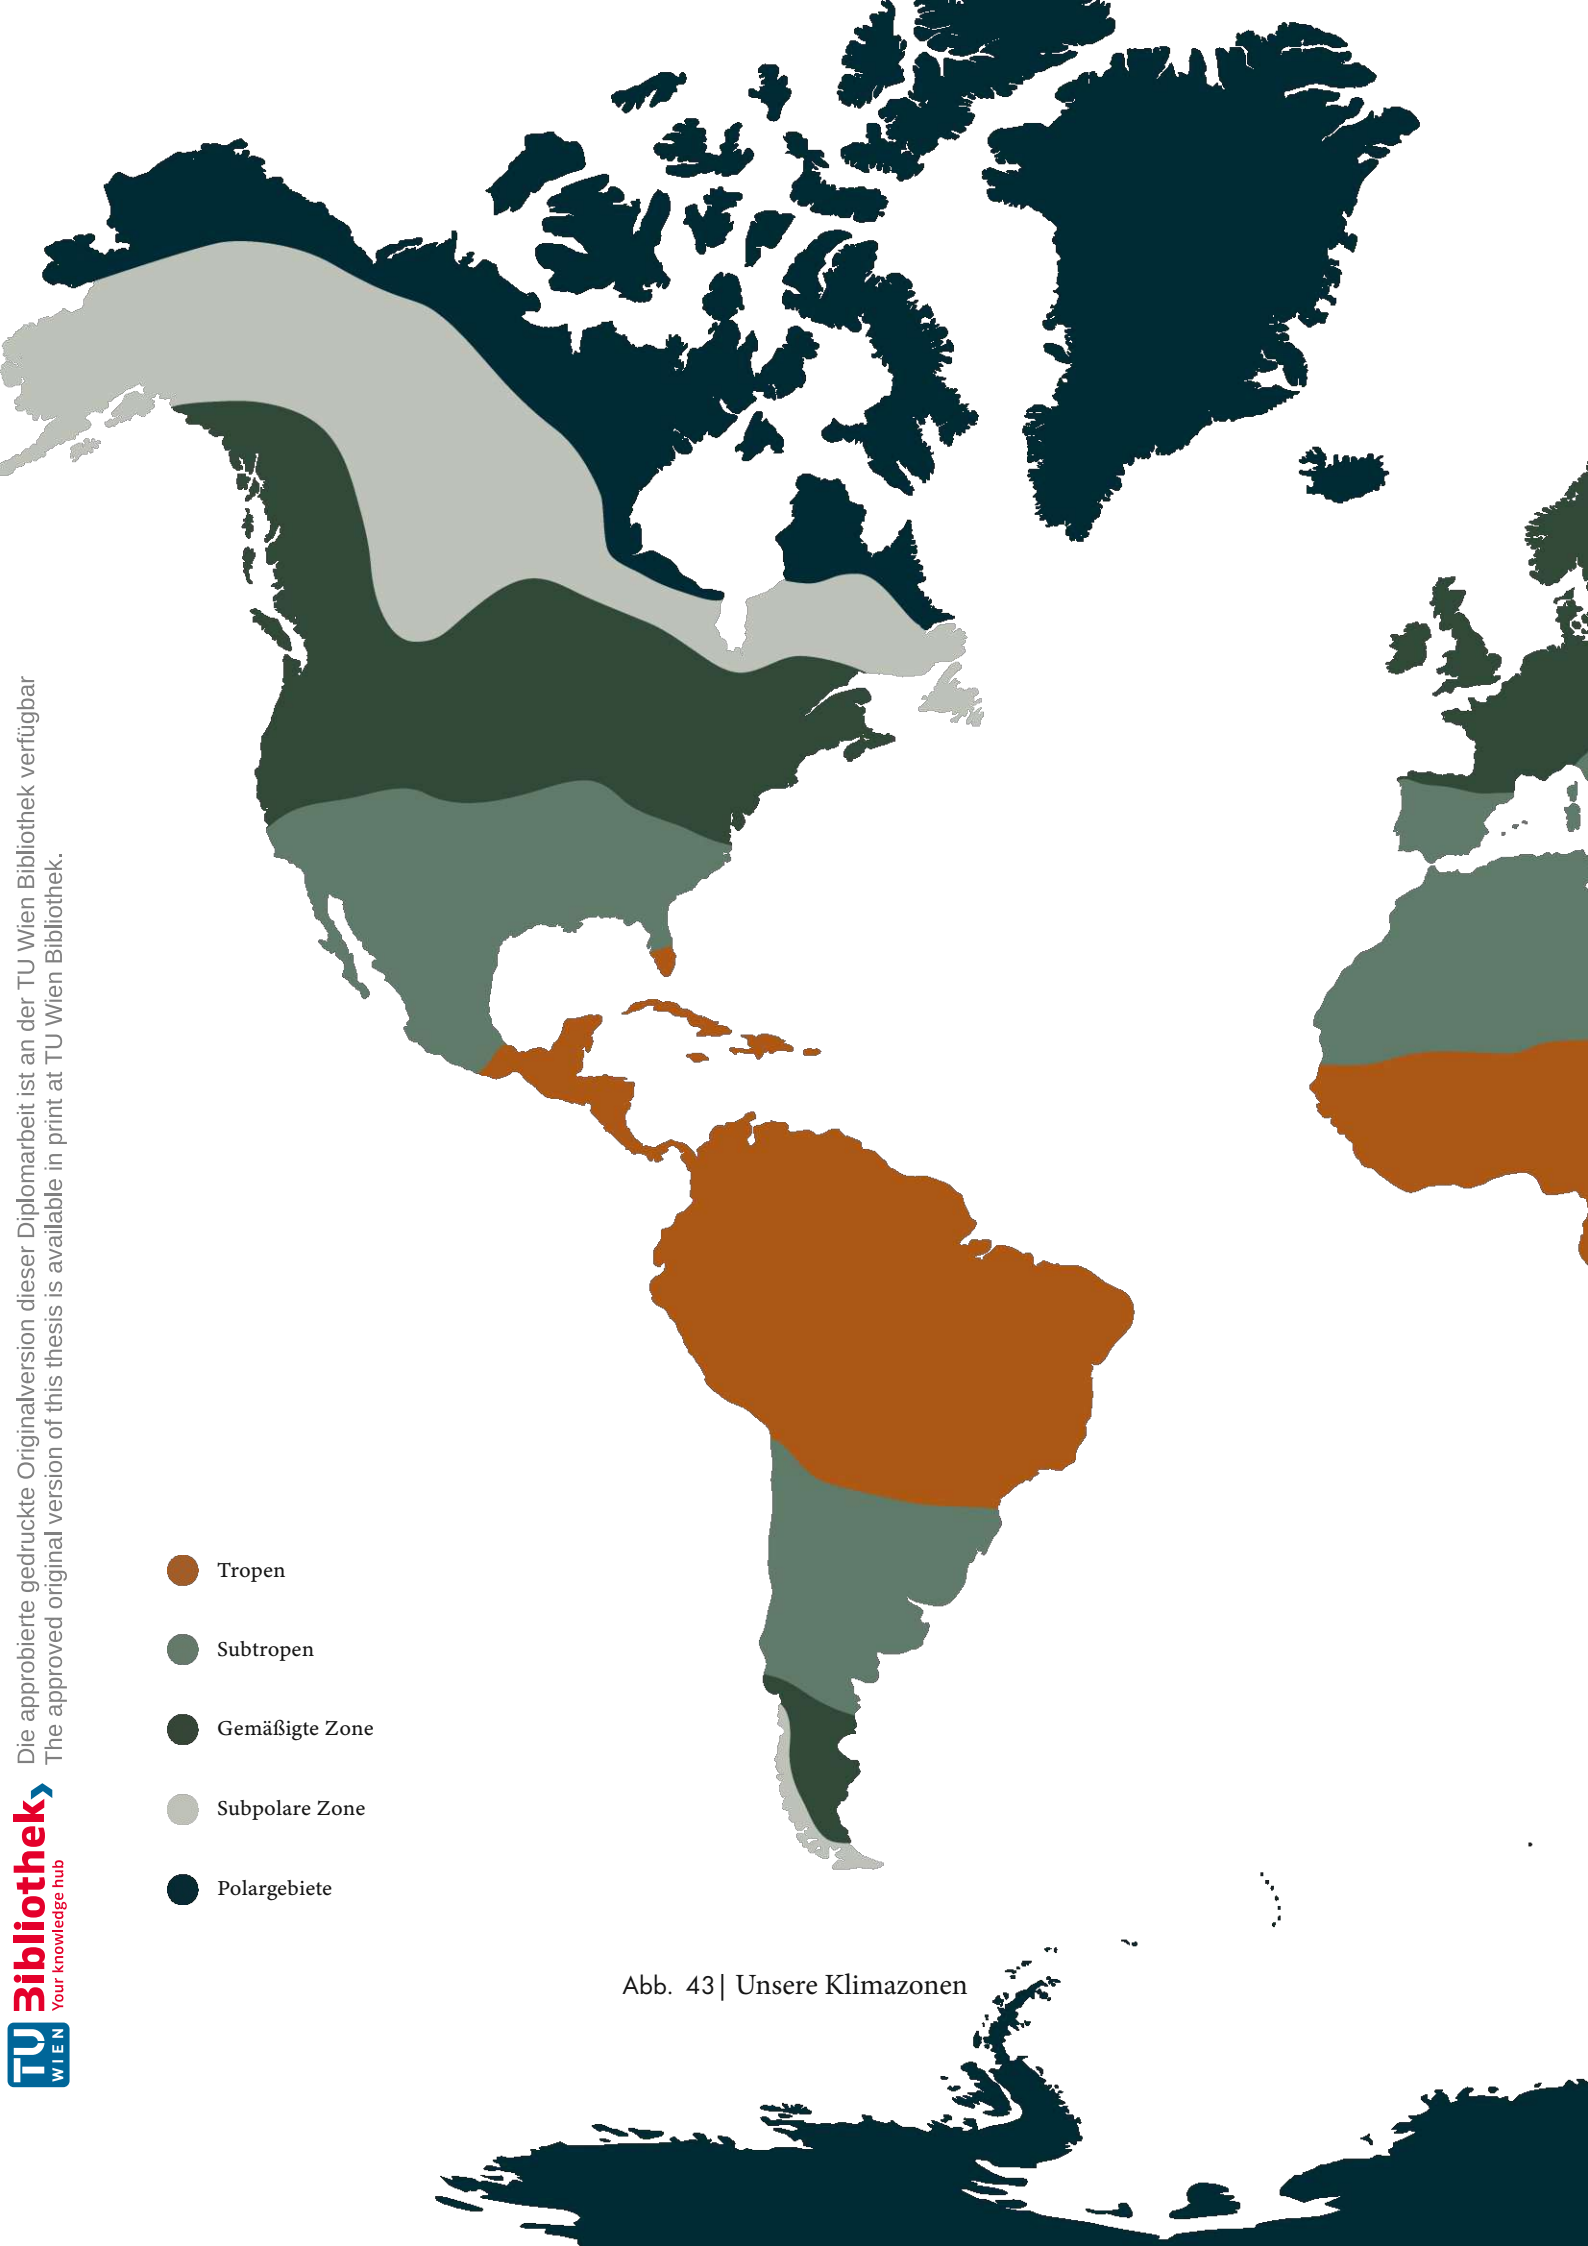 Tropen
Subtropen
Gemäßigte Zone
Subpolare Zone
Polargebiete
Abb. 43| Unsere Klimazonen
Die approbierte gedruckte Originalversion dieser Diplomarbeit ist an der TU Wien Bibliothek verfügbar
The approved original version of this thesis is available in print at TU Wien Bibliothek.
TU
WIEN
Bibliothek
Your knowledge hub